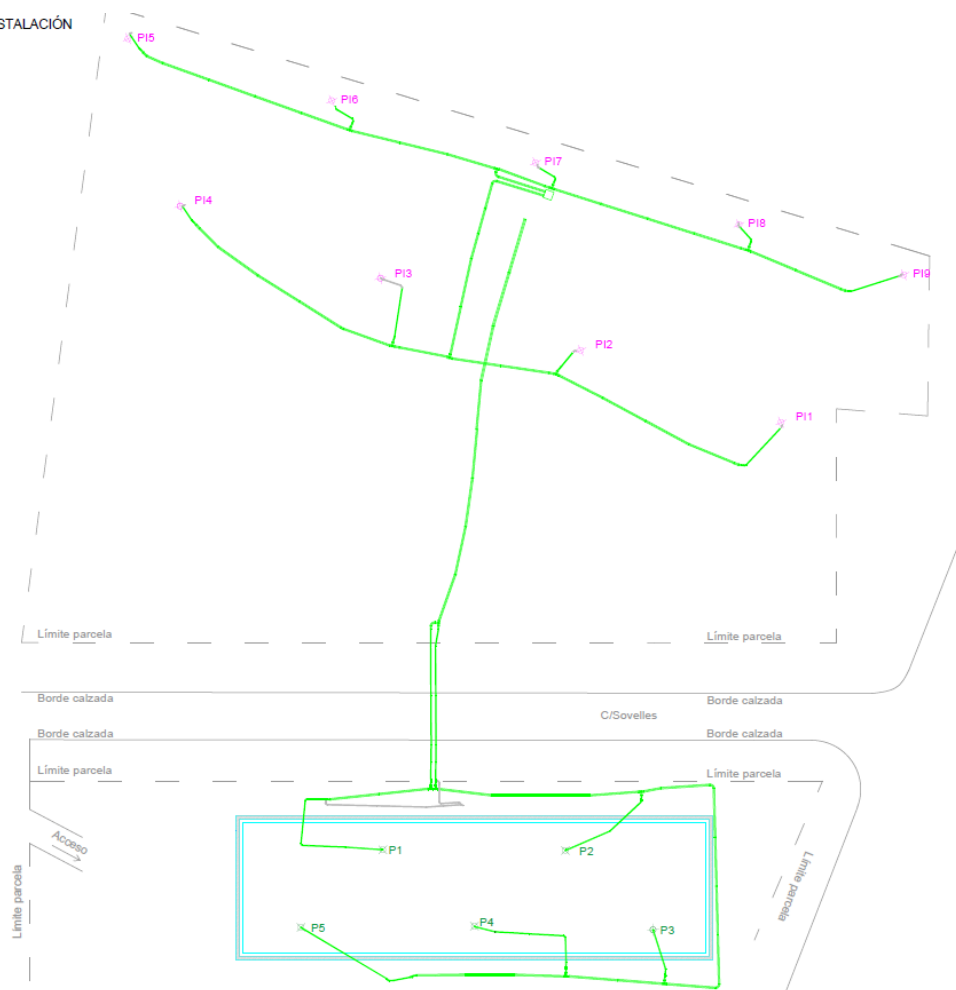 STALACIÓN
PI5
PI6
PI7
PI4
PI8
PI3
PI9
PI2
PI1
Límite parcela
Límite parcela
Borde calzada
Borde calzada
C/Sovelles
Borde calzada
Borde calzada
Límite parcela
Límite parcela
Acceso
P1
P2
Límite parcela
Límite parcela
P5
P4
P3